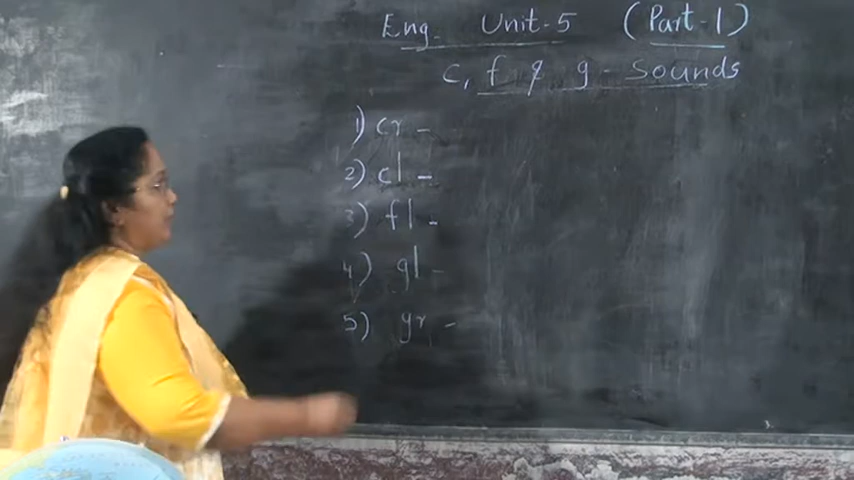 Eng. Unit-5 (Part-1)
c, f & g - Sounds
1) cr -
2) cl -
3) fl -
4) gl -
5) gr -